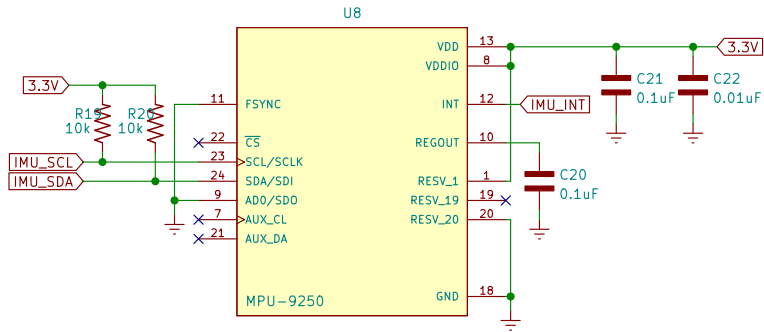 U8
VDD 13
3.3V
VDDIO 8
3.3V
C21
0.1uF
C22
0.01uF
11 FSYNC
INT 12
IMU_INT
R19
10k
R20
10k
22 CS
REGOUT 10
IMU_SCL
23 SCL/SCLK
C20
0.1uF
IMU_SDA
24 SDA/SDI
RESV_1 1
9 AD0/SDO
RESV_19 19
7 AUX_CL
RESV_20 20
21 AUX_DA
MPU-9250
GND 18